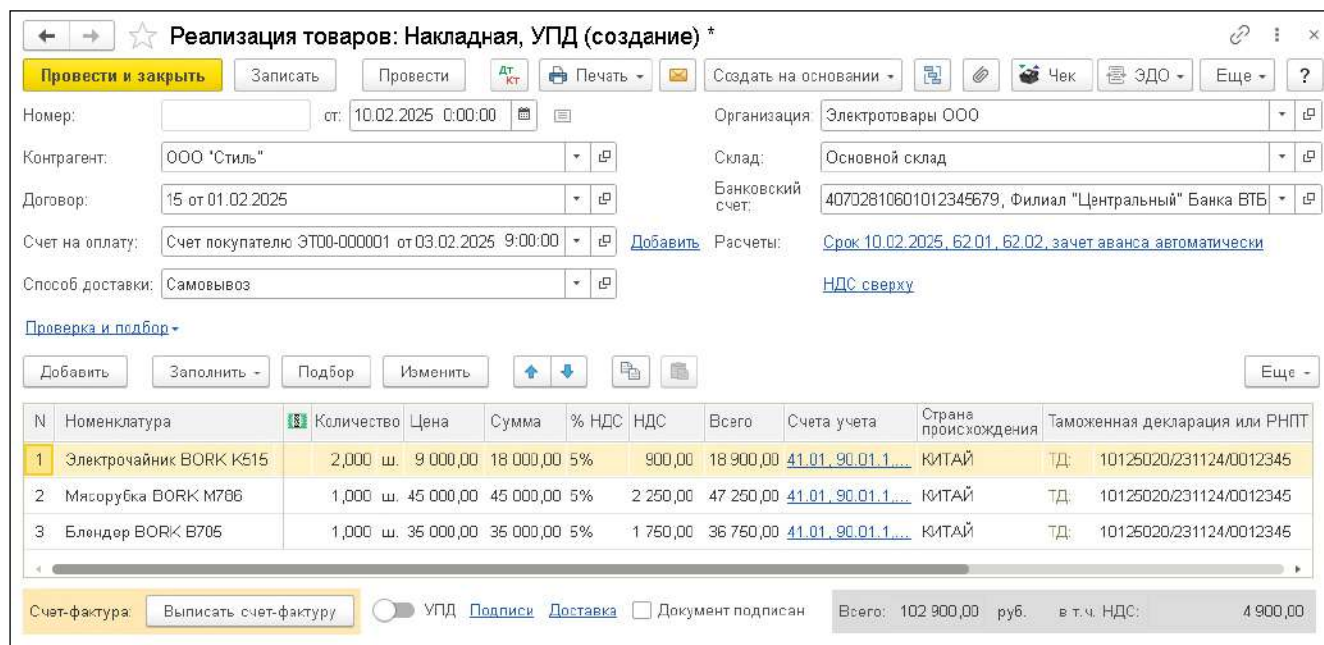 Реализация товаров: Накладная, УПД (создание) *
Провести и закрыть Записать Провести Дт Кт Печать Создать на основании Чек ЭДО Еще ?
Номер: от: 10.02.2025 0:00:00 Организация: Электротовары ООО
Контрагент: ООО "Стиль" Склад: Основной склад
Договор: 15 от 01.02.2025 Банковский счет: 40702810601012345679, Филиал "Центральный" Банка ВТБ
Счет на оплату: Счет покупателю ЭТ00-000001 от 03.02.2025 9:00:00 Добавить Расчеты: Срок 10.02.2025, 62.01, 62.02, зачет аванса автоматически
Способ доставки: Самовывоз НДС сверху
Проверка и подбор
Добавить Заполнить Подбор Изменить Еще
N Номенклатура Количество Цена Сумма % НДС НДС Всего Счета учета Страна происхождения Таможенная декларация или РНПТ
1 Электрочайник BORK K515 2,000 ш. 9 000,00 18 000,00 5% 900,00 18 900,00 41.01, 90.01.1,... КИТАЙ ТД: 10125020/231124/0012345
2 Мясорубка BORK M786 1,000 ш. 45 000,00 45 000,00 5% 2 250,00 47 250,00 41.01, 90.01.1,... КИТАЙ ТД: 10125020/231124/0012345
3 Блендер BORK B705 1,000 ш. 35 000,00 35 000,00 5% 1 750,00 36 750,00 41.01, 90.01.1,... КИТАЙ ТД: 10125020/231124/0012345
Счет-фактура: Выписать счет-фактуру УПД Подписи Доставка Документ подписан Всего: 102 900,00 руб. в т.ч. НДС: 4 900,00